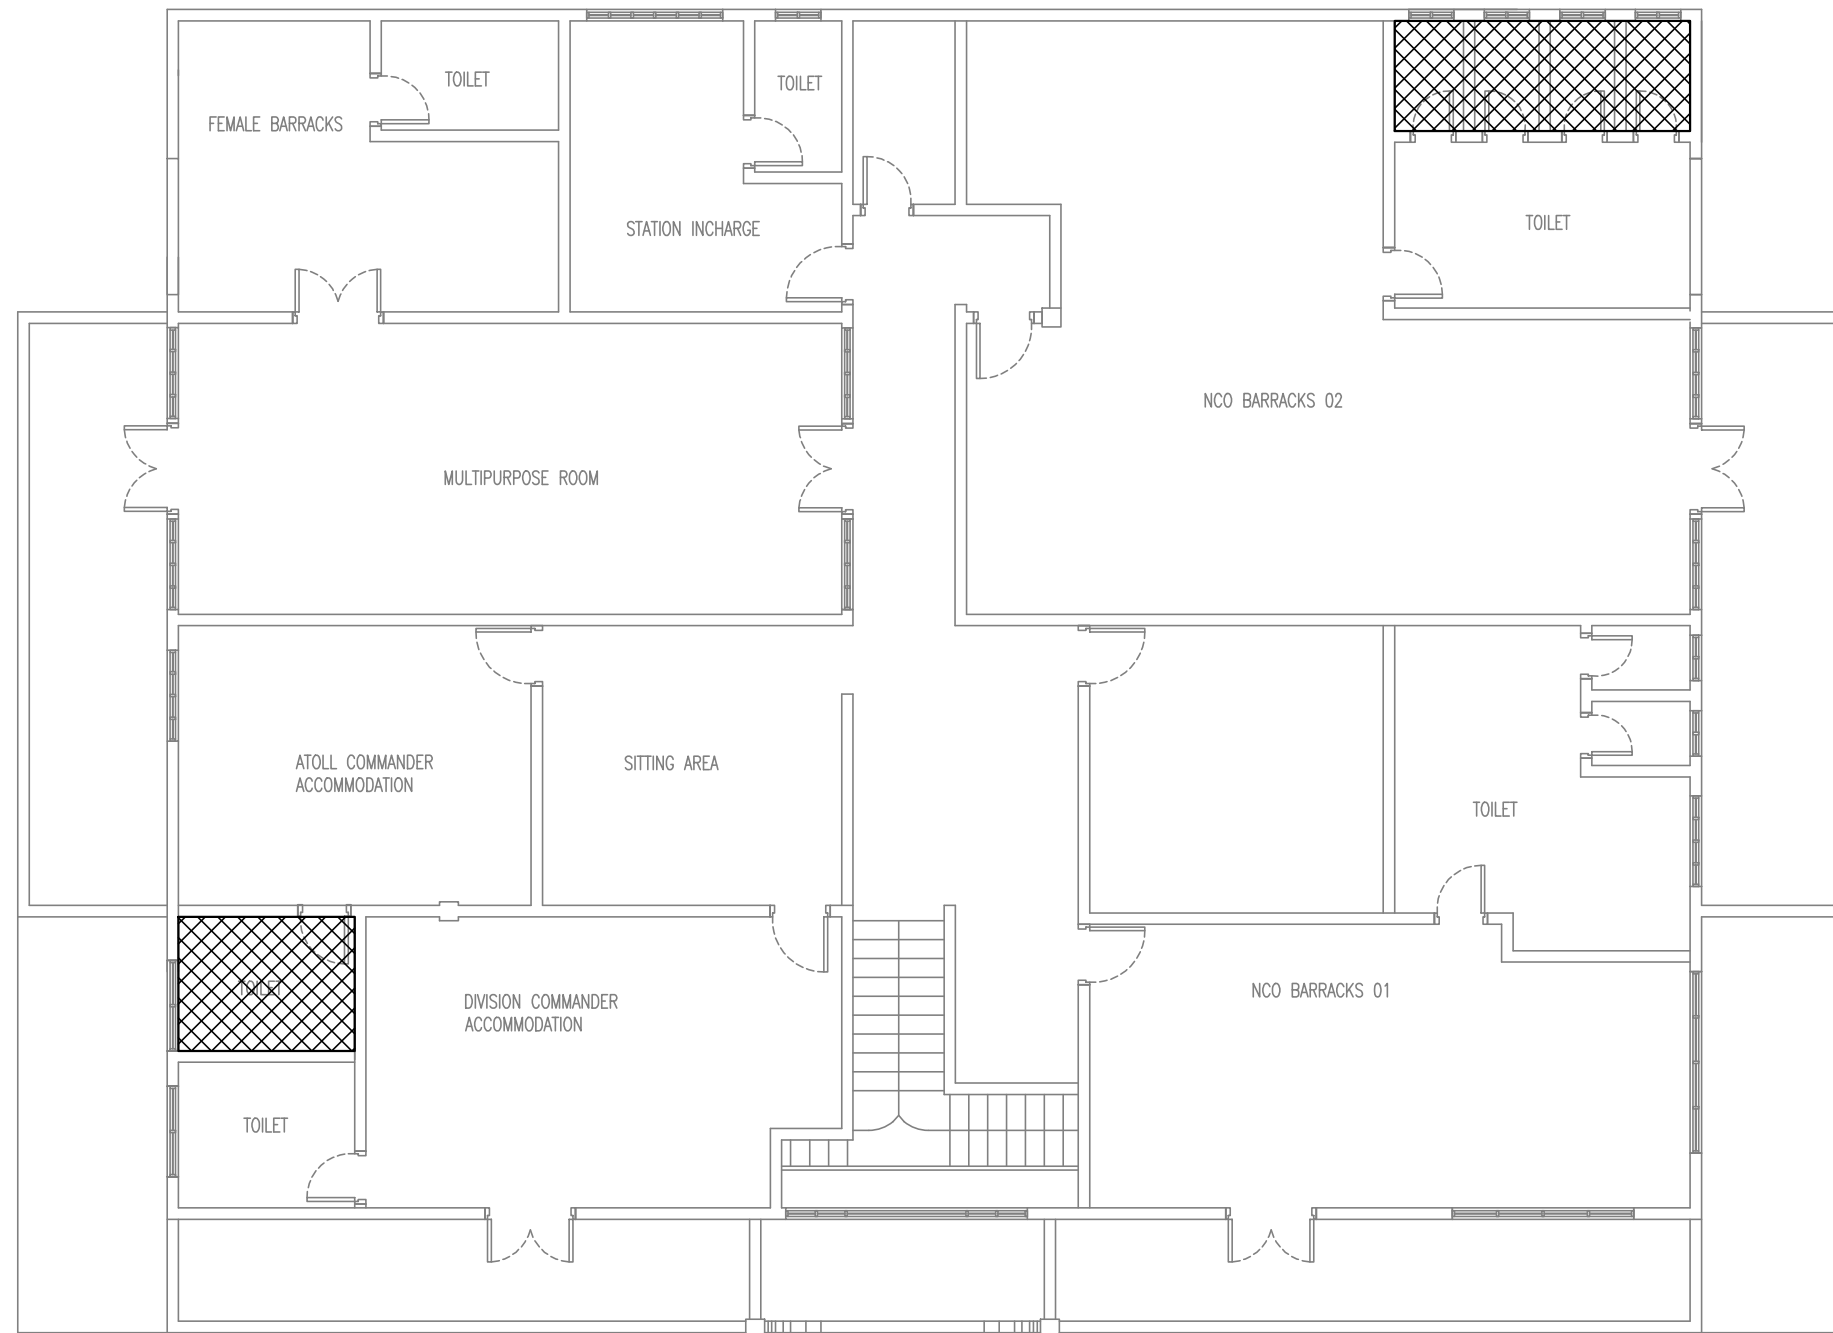 TOILET
TOILET
FEMALE BARRACKS
STATION INCHARGE
TOILET
NCO BARRACKS 02
MULTIPURPOSE ROOM
ATOLL COMMANDER
ACCOMMODATION
SITTING AREA
TOILET
TOILET
DIVISION COMMANDER
ACCOMMODATION
NCO BARRACKS 01
TOILET